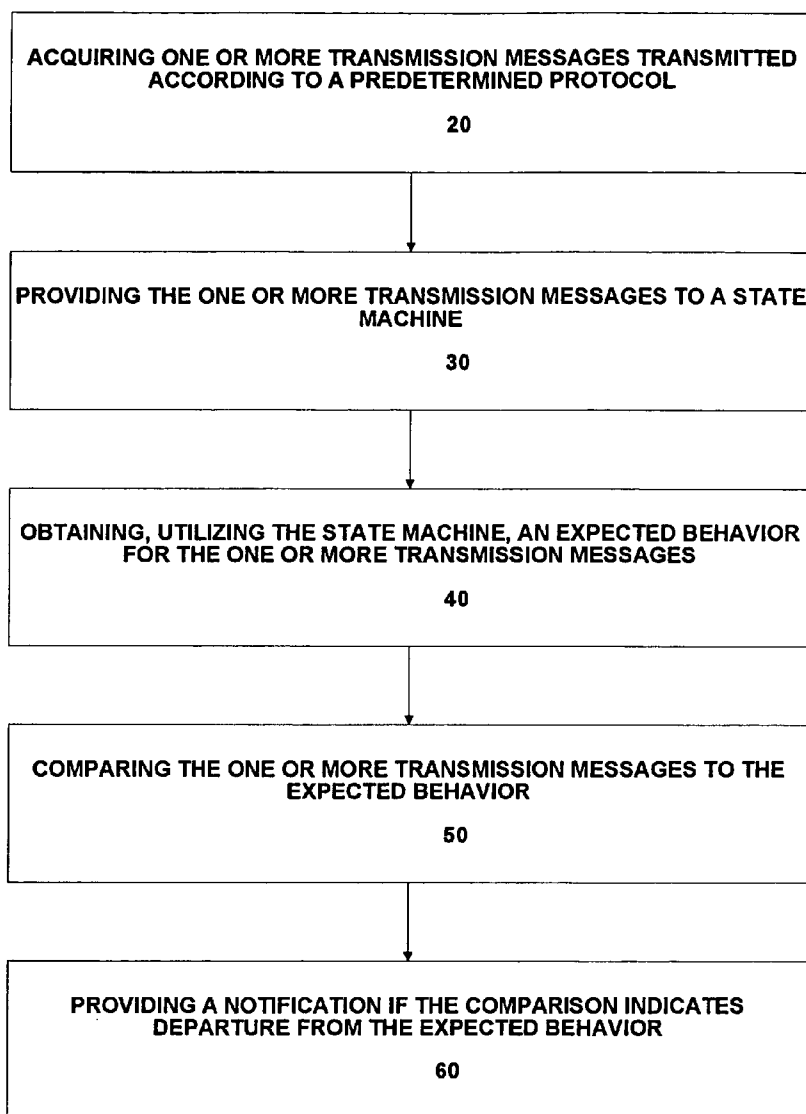 ACQUIRING ONE OR MORE TRANSMISSION MESSAGES TRANSMITTED
ACCORDING TO A PREDETERMINED PROTOCOL
20
PROVIDING THE ONE OR MORE TRANSMISSION MESSAGES TO A STATE
MACHINE
30
OBTAINING, UTILIZING THE STATE MACHINE, AN EXPECTED BEHAVIOR
FOR THE ONE OR MORE TRANSMISSION MESSAGES
40
COMPARING THE ONE OR MORE TRANSMISSION MESSAGES TO THE
EXPECTED BEHAVIOR
50
PROVIDING A NOTIFICATION IF THE COMPARISON INDICATES
DEPARTURE FROM THE EXPECTED BEHAVIOR
60